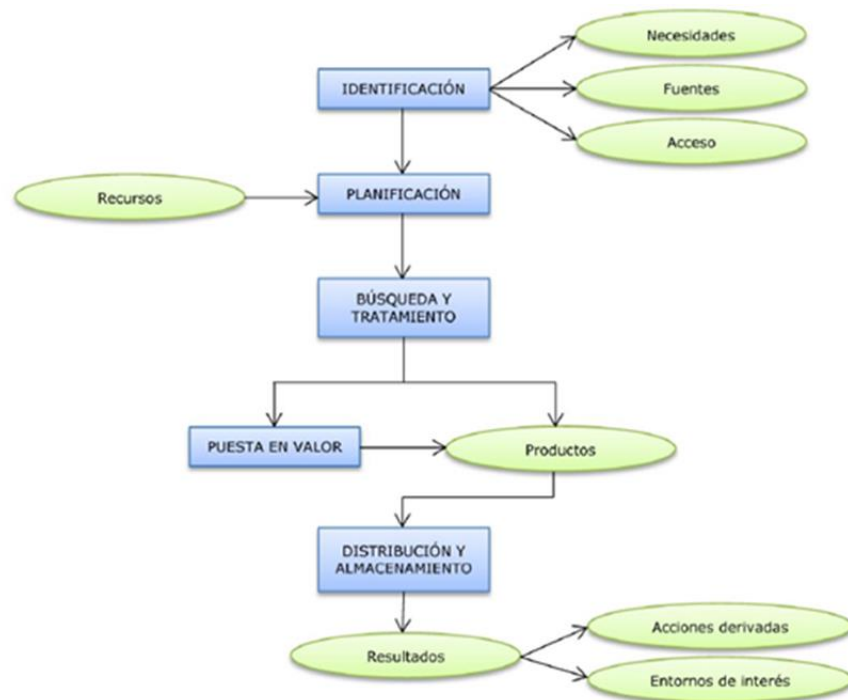 Necesidades
IDENTIFICACIÓN
Fuentes
Acceso
Recursos
PLANIFICACIÓN
BÚSQUEDA Y
TRATAMIENTO
PUESTA EN VALOR
Productos
DISTRIBUCIÓN Y
ALMACENAMIENTO
Resultados
Acciones derivadas
Entornos de interés